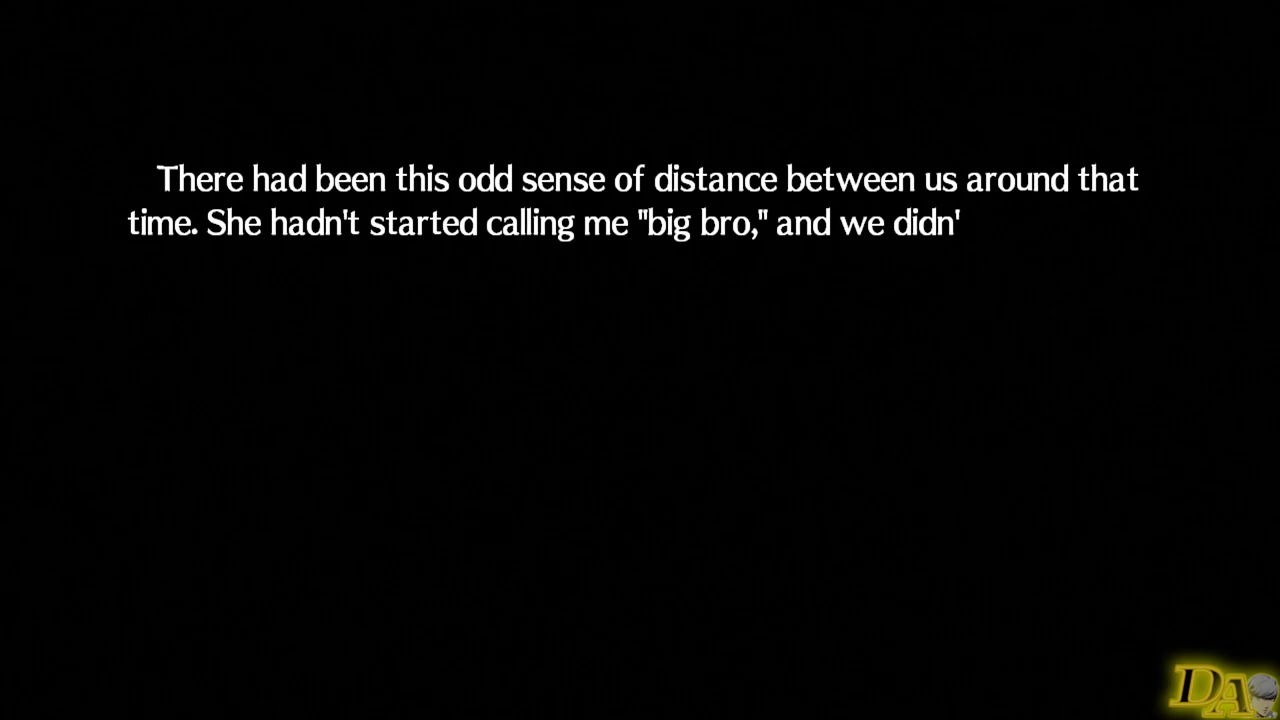 There had been this odd sense of distance between us around that
time. She hadn't started calling me "big bro," and we didn'
DA